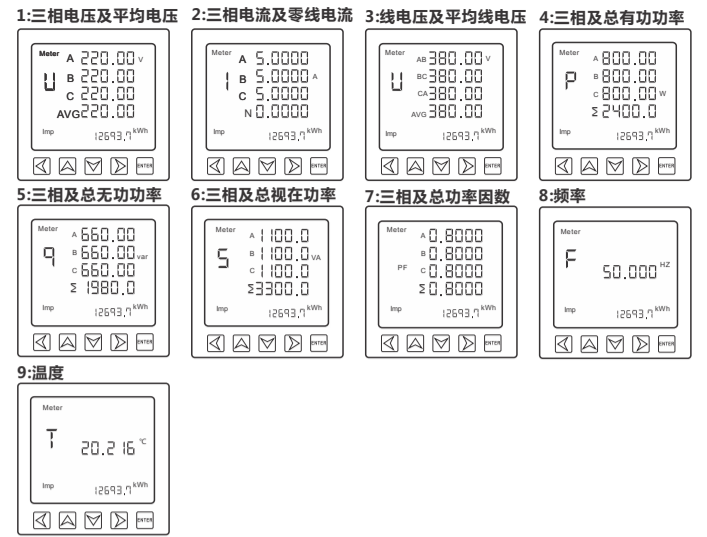 1:三相电压及平均电压
Meter
U
A 220.00 V
B 220.00
C 220.00
AVG 220.00
Imp 12693.7 kWh
ENTER
2:三相电流及零线电流
Meter
I
A 5.0000
B 5.0000 A
C 5.0000
N 0.0000
Imp 12693.7 kWh
ENTER
3:线电压及平均线电压
Meter
U
AB 380.00 V
BC 380.00
CA 380.00
AVG 380.00
Imp 12693.7 kWh
ENTER
4:三相及总有功功率
Meter
P
A 800.00
B 800.00
C 800.00 W
Σ 2400.0
Imp 12693.7 kWh
ENTER
5:三相及总无功功率
Meter
q
A 660.00
B 660.00 var
C 660.00
Σ 1980.0
Imp 12693.7 kWh
ENTER
6:三相及总视在功率
Meter
S
A 1100.0
B 1100.0 VA
C 1100.0
Σ 3300.0
Imp 12693.7 kWh
ENTER
7:三相及总功率因数
Meter
PF
A 0.8000
B 0.8000
C 0.8000
Σ 0.8000
Imp 12693.7 kWh
ENTER
8:频率
Meter
F
50.000 HZ
Imp 12693.7 kWh
ENTER
9:温度
Meter
T
20.216 ℃
Imp 12693.7 kWh
ENTER